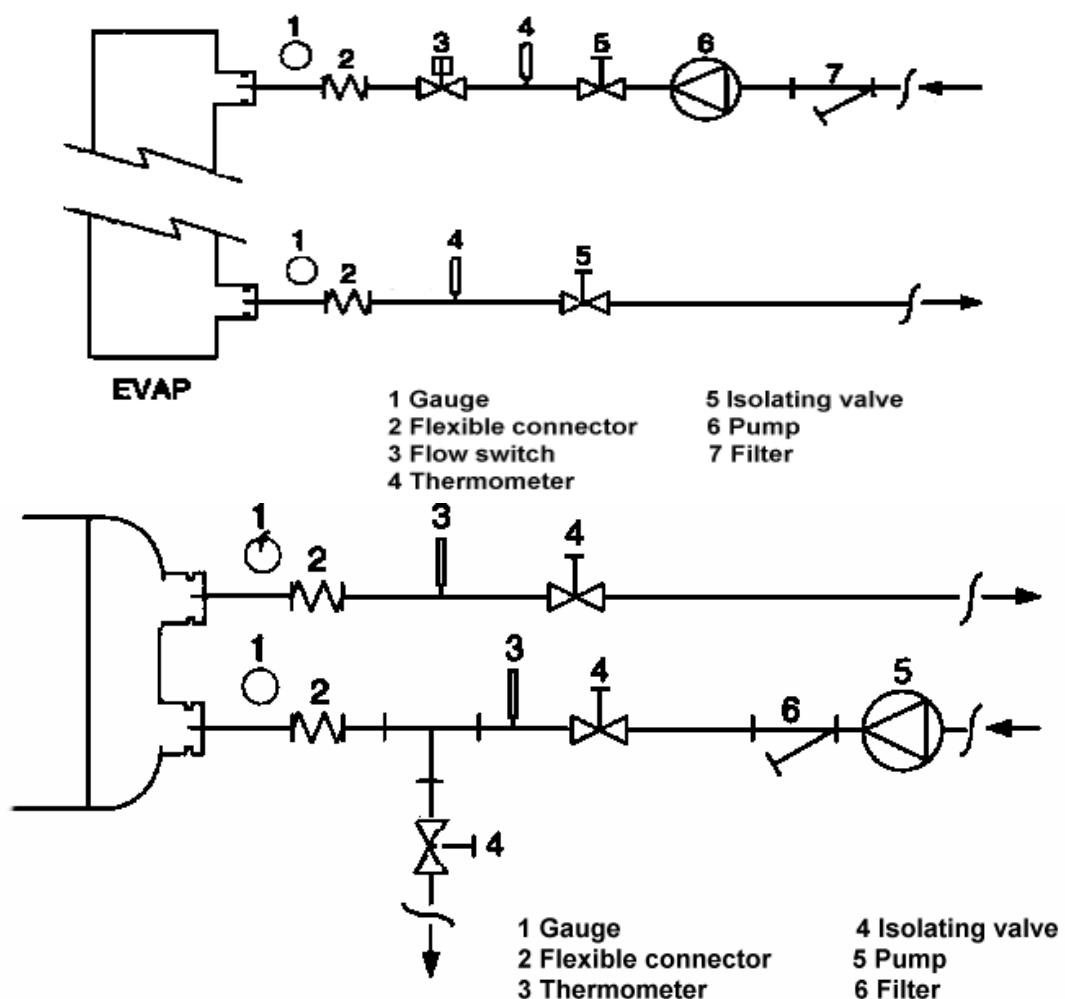 1 2 3 4 5 6 7
1 2 4 5
EVAP
1 Gauge 5 Isolating valve
2 Flexible connector 6 Pump
3 Flow switch 7 Filter
4 Thermometer
1 2 3 4
1 2 3 4 6 5
4
1 Gauge 4 Isolating valve
2 Flexible connector 5 Pump
3 Thermometer 6 Filter